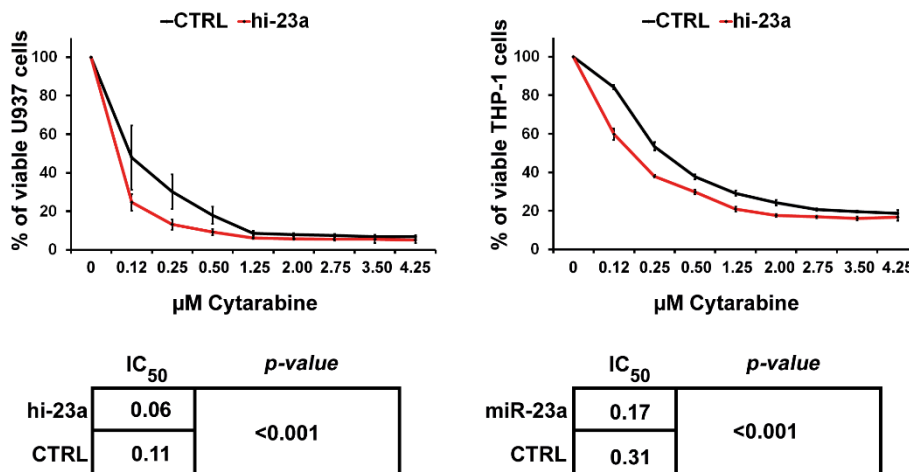 CTRL hi-23a
% of viable U937 cells
100
80
60
40
20
0
0 0.12 0.25 0.50 1.25 2.00 2.75 3.50 4.25
µM Cytarabine
IC50 p-value
hi-23a 0.06
<0.001
CTRL 0.11
CTRL hi-23a
% of viable THP-1 cells
100
80
60
40
20
0
0 0.12 0.25 0.50 1.25 2.00 2.75 3.50 4.25
µM Cytarabine
IC50 p-value
miR-23a 0.17
<0.001
CTRL 0.31